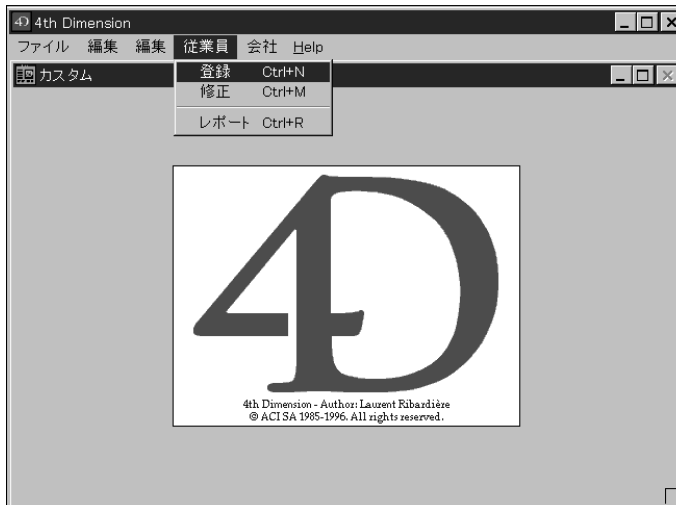 4D 4th Dimension
ファイル 編集 編集 従業員 会社 Help
カスタム
登録 Ctrl+N
修正 Ctrl+M
レポート Ctrl+R
4D
4th Dimension - Author: Laurent Ribardière
© ACI SA 1985-1996. All rights reserved.